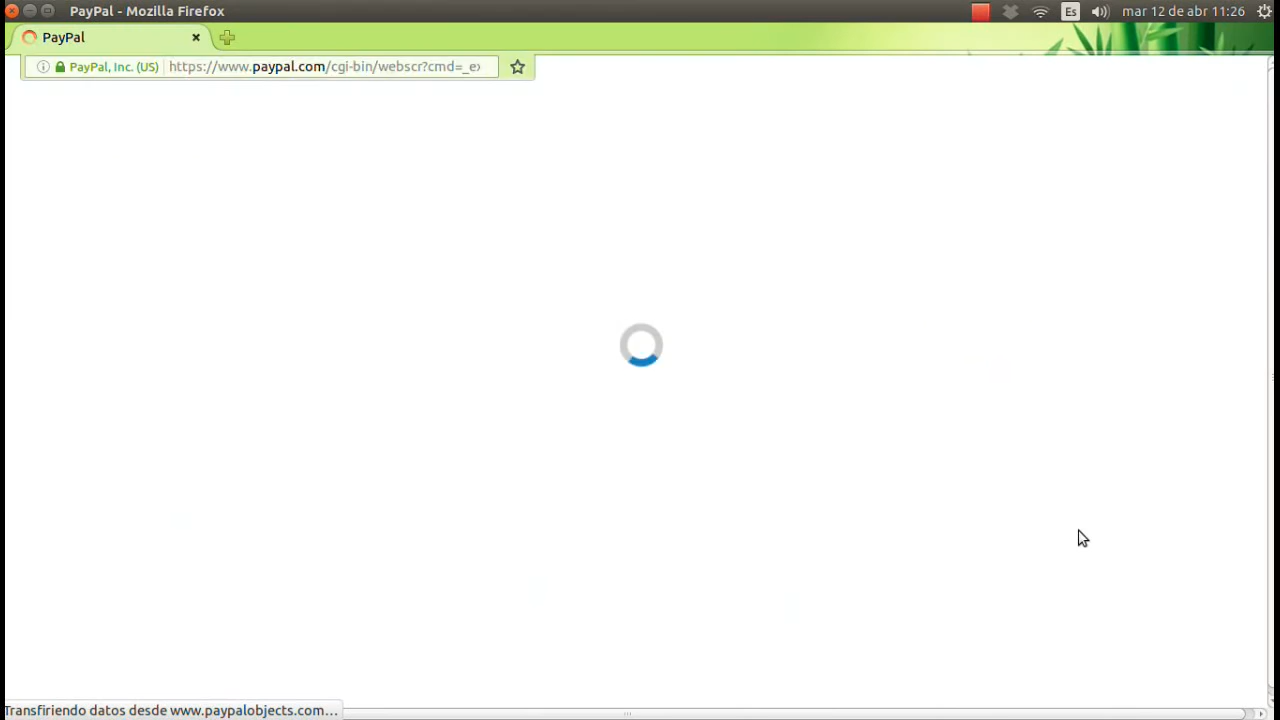 PayPal - Mozilla Firefox
Es
mar 12 de abr 11:26
PayPal
PayPal, Inc. (US)
https://www.paypal.com/cgi-bin/webscr?cmd=_ex
Transfiriendo datos desde www.paypalobjects.com…